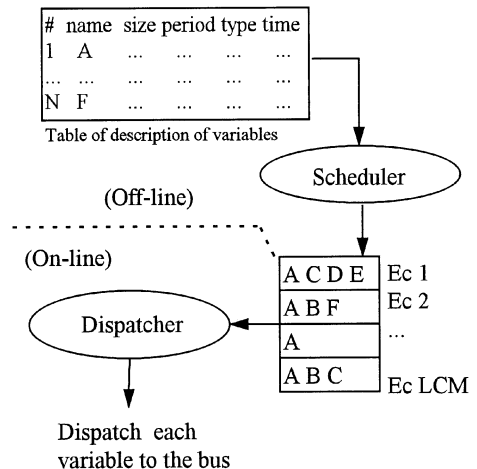 # name size period type time
1 A ... ... ... ...
... ... ... ... ... ...
N F ... ... ... ...
Table of description of variables
Scheduler
(Off-line)
(On-line)
A C D E Ec 1
A B F Ec 2
A ...
A B C Ec LCM
Dispatcher
Dispatch each
variable to the bus